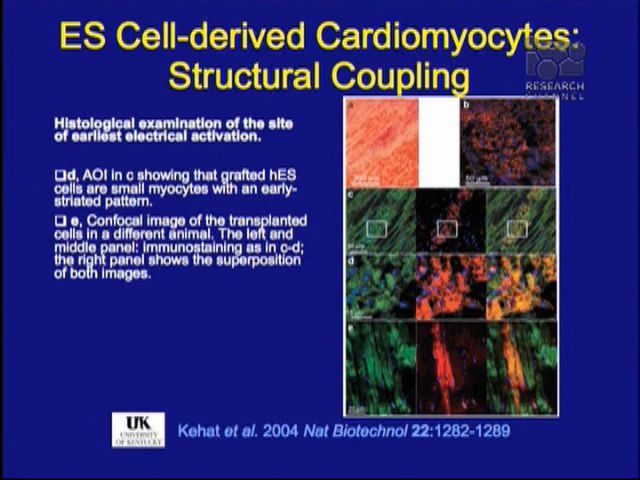 ES Cell-derived Cardiomyocytes:
Structural Coupling
RESEARCH
CHANNEL
Histological examination of the site
of earliest electrical activation.
❑d, AOI in c showing that grafted hES
cells are small myocytes with an early-
striated pattern.
❑ e, Confocal image of the transplanted
cells in a different animal. The left and
middle panel: immunostaining as in c-d;
the right panel shows the superposition
of both images.
a
b
c
d
e
UK
UNIVERSITY
OF KENTUCKY
Kehat et al. 2004 Nat Biotechnol 22:1282-1289